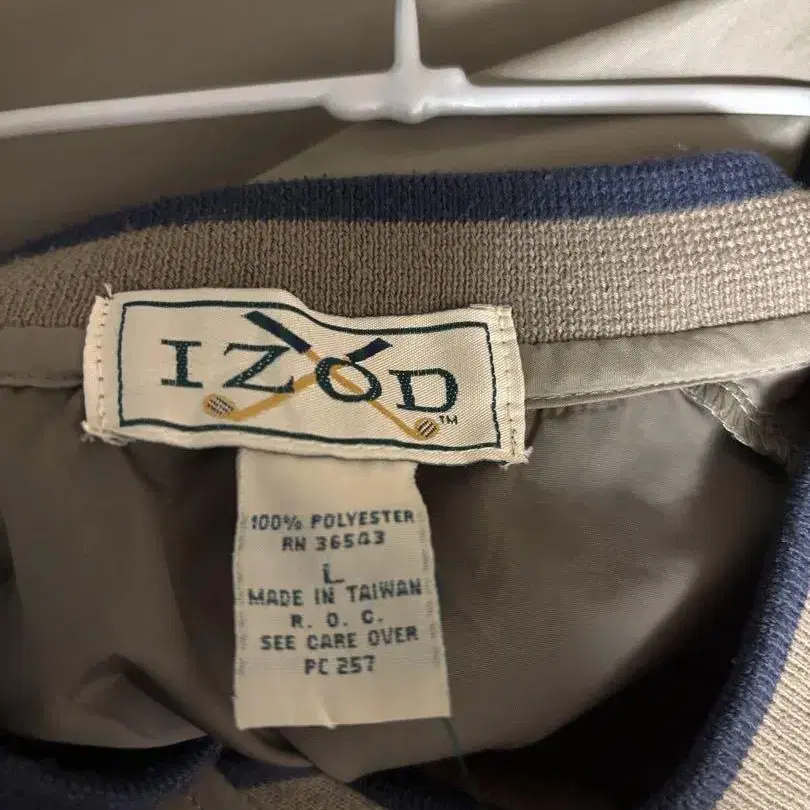 IZOD™
100% POLYESTER
RN 36543
L
MADE IN TAIWAN
R. O. C.
SEE CARE OVER
PC 257